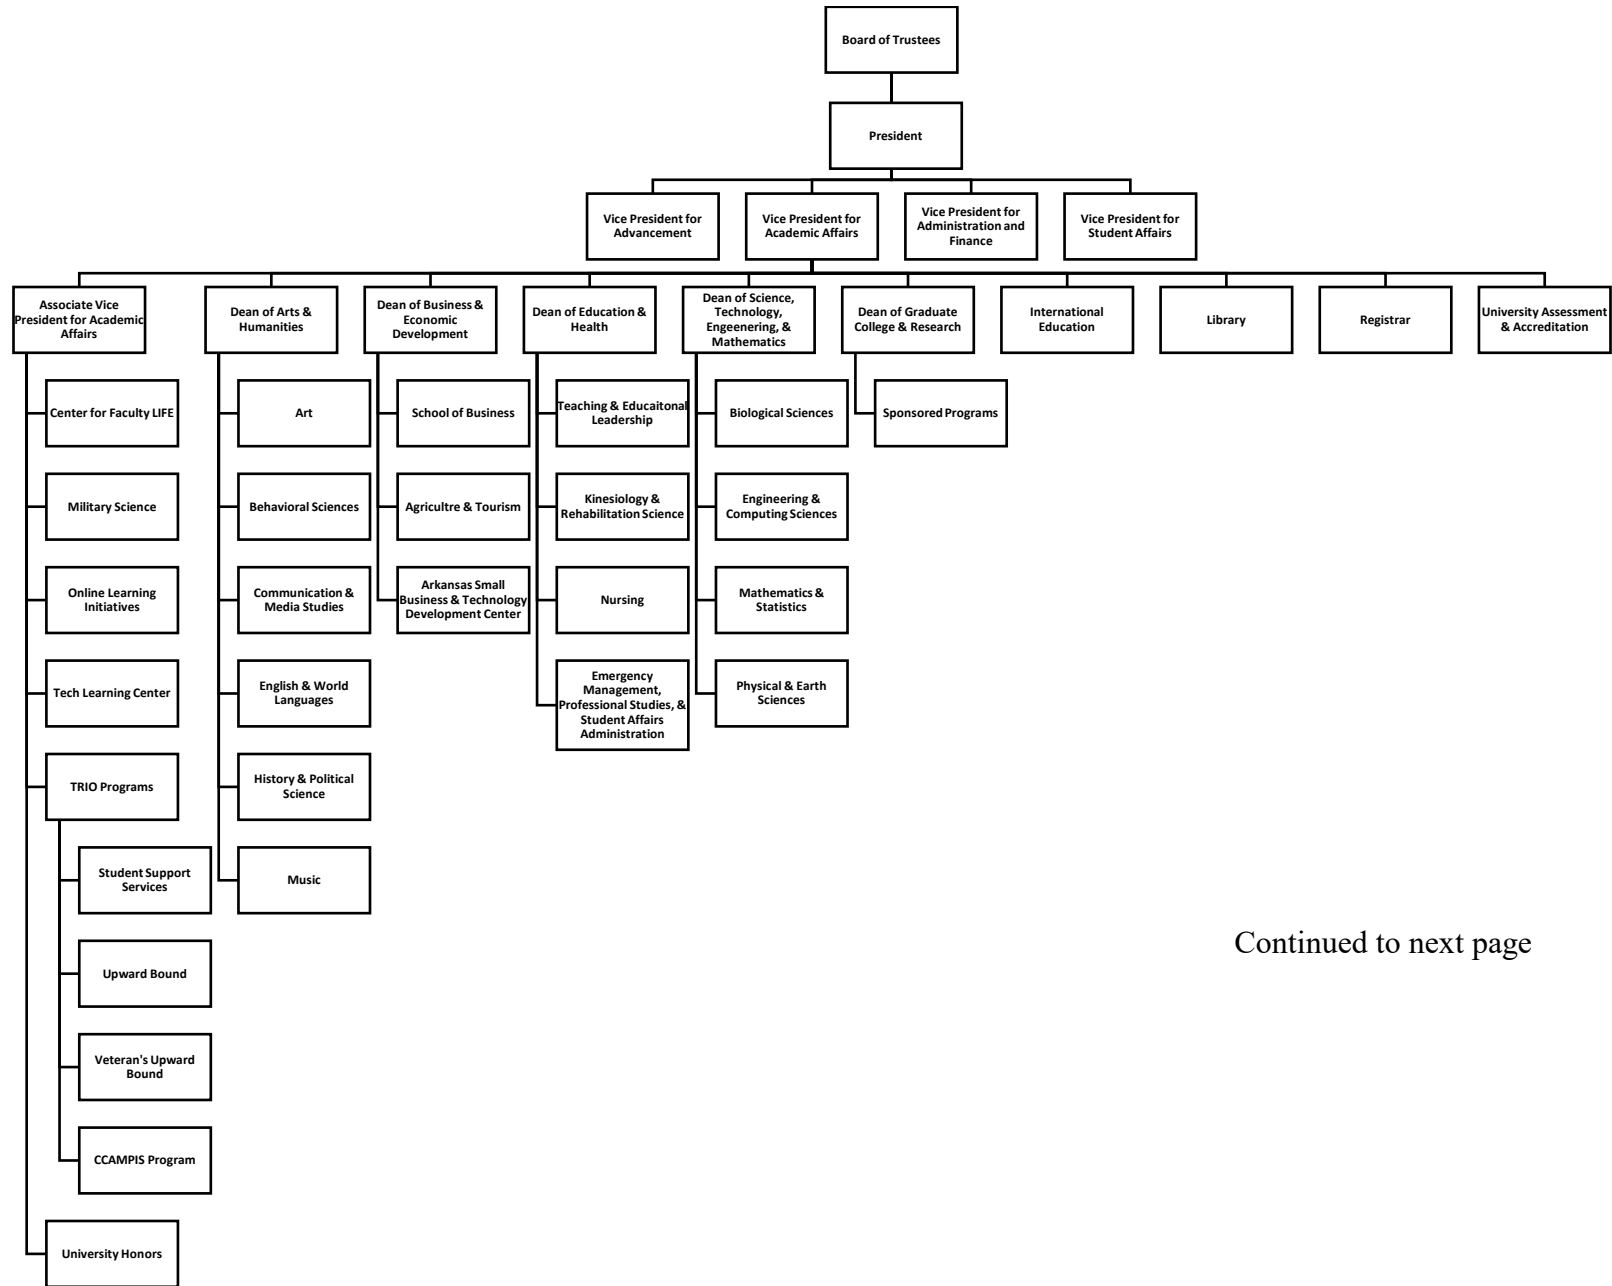 Board of Trustees
President
Vice President for
Advancement
Vice President for
Academic Affairs
Vice President for
Administration and
Finance
Vice President for
Student Affairs
Associate Vice
President for Academic
Affairs
Dean of Arts &
Humanities
Dean of Business &
Economic
Development
Dean of Education &
Health
Dean of Science,
Technology,
Engeenering, &
Mathematics
Dean of Graduate
College & Research
International
Education
Library
Registrar
University Assessment
& Accreditation
Center for Faculty LIFE
Military Science
Online Learning
Initiatives
Tech Learning Center
TRIO Programs
Student Support
Services
Upward Bound
Veteran's Upward
Bound
CCAMPIS Program
University Honors
Art
Behavioral Sciences
Communication &
Media Studies
English & World
Languages
History & Political
Science
Music
School of Business
Agricultre & Tourism
Arkansas Small
Business & Technology
Development Center
Teaching & Educaitonal
Leadership
Kinesiology &
Rehabilitation Science
Nursing
Emergency
Management,
Professional Studies, &
Student Affairs
Administration
Biological Sciences
Engineering &
Computing Sciences
Mathematics &
Statistics
Physical & Earth
Sciences
Sponsored Programs
Continued to next page